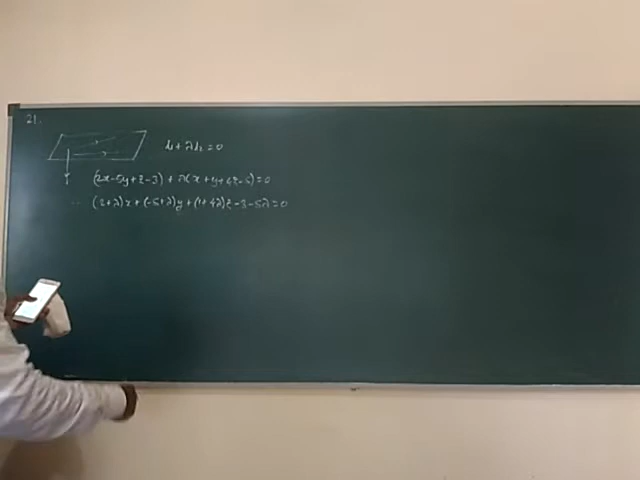 21.
L₁ + λL₂ = 0
(2x-5y+z-3) + λ(x+y+4z-5)=0
∴ (2+λ)x+(-5+λ)y+(1+4λ)z-3-5λ=0